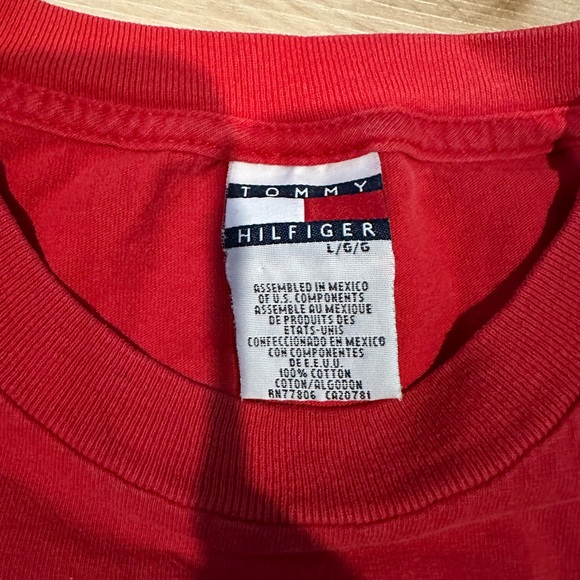 TOMMY
HILFIGER
L/G/G
ASSEMBLED IN MEXICO
OF U.S. COMPONENTS
ASSEMBLE AU MEXIQUE
DE PRODUITS DES
ETATS-UNIS
CONFECCIONADO EN MEXICO
CON COMPONENTES
DE E.E.U.U.
100% COTTON
COTON/ALGODON
RN77806 CA20781